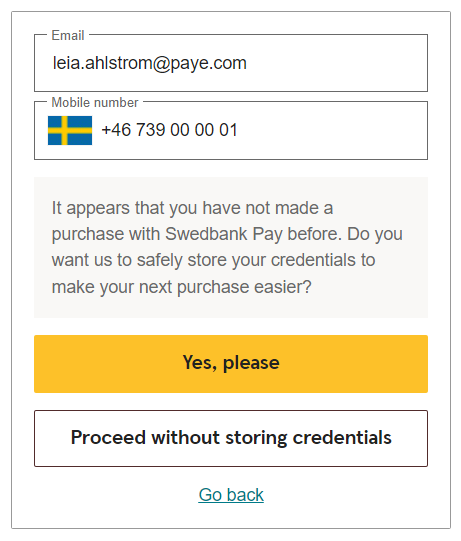 Email
leia.ahlstrom@paye.com
Mobile number
+46 739 00 00 01
It appears that you have not made a
purchase with Swedbank Pay before. Do you
want us to safely store your credentials to
make your next purchase easier?
Yes, please
Proceed without storing credentials
Go back